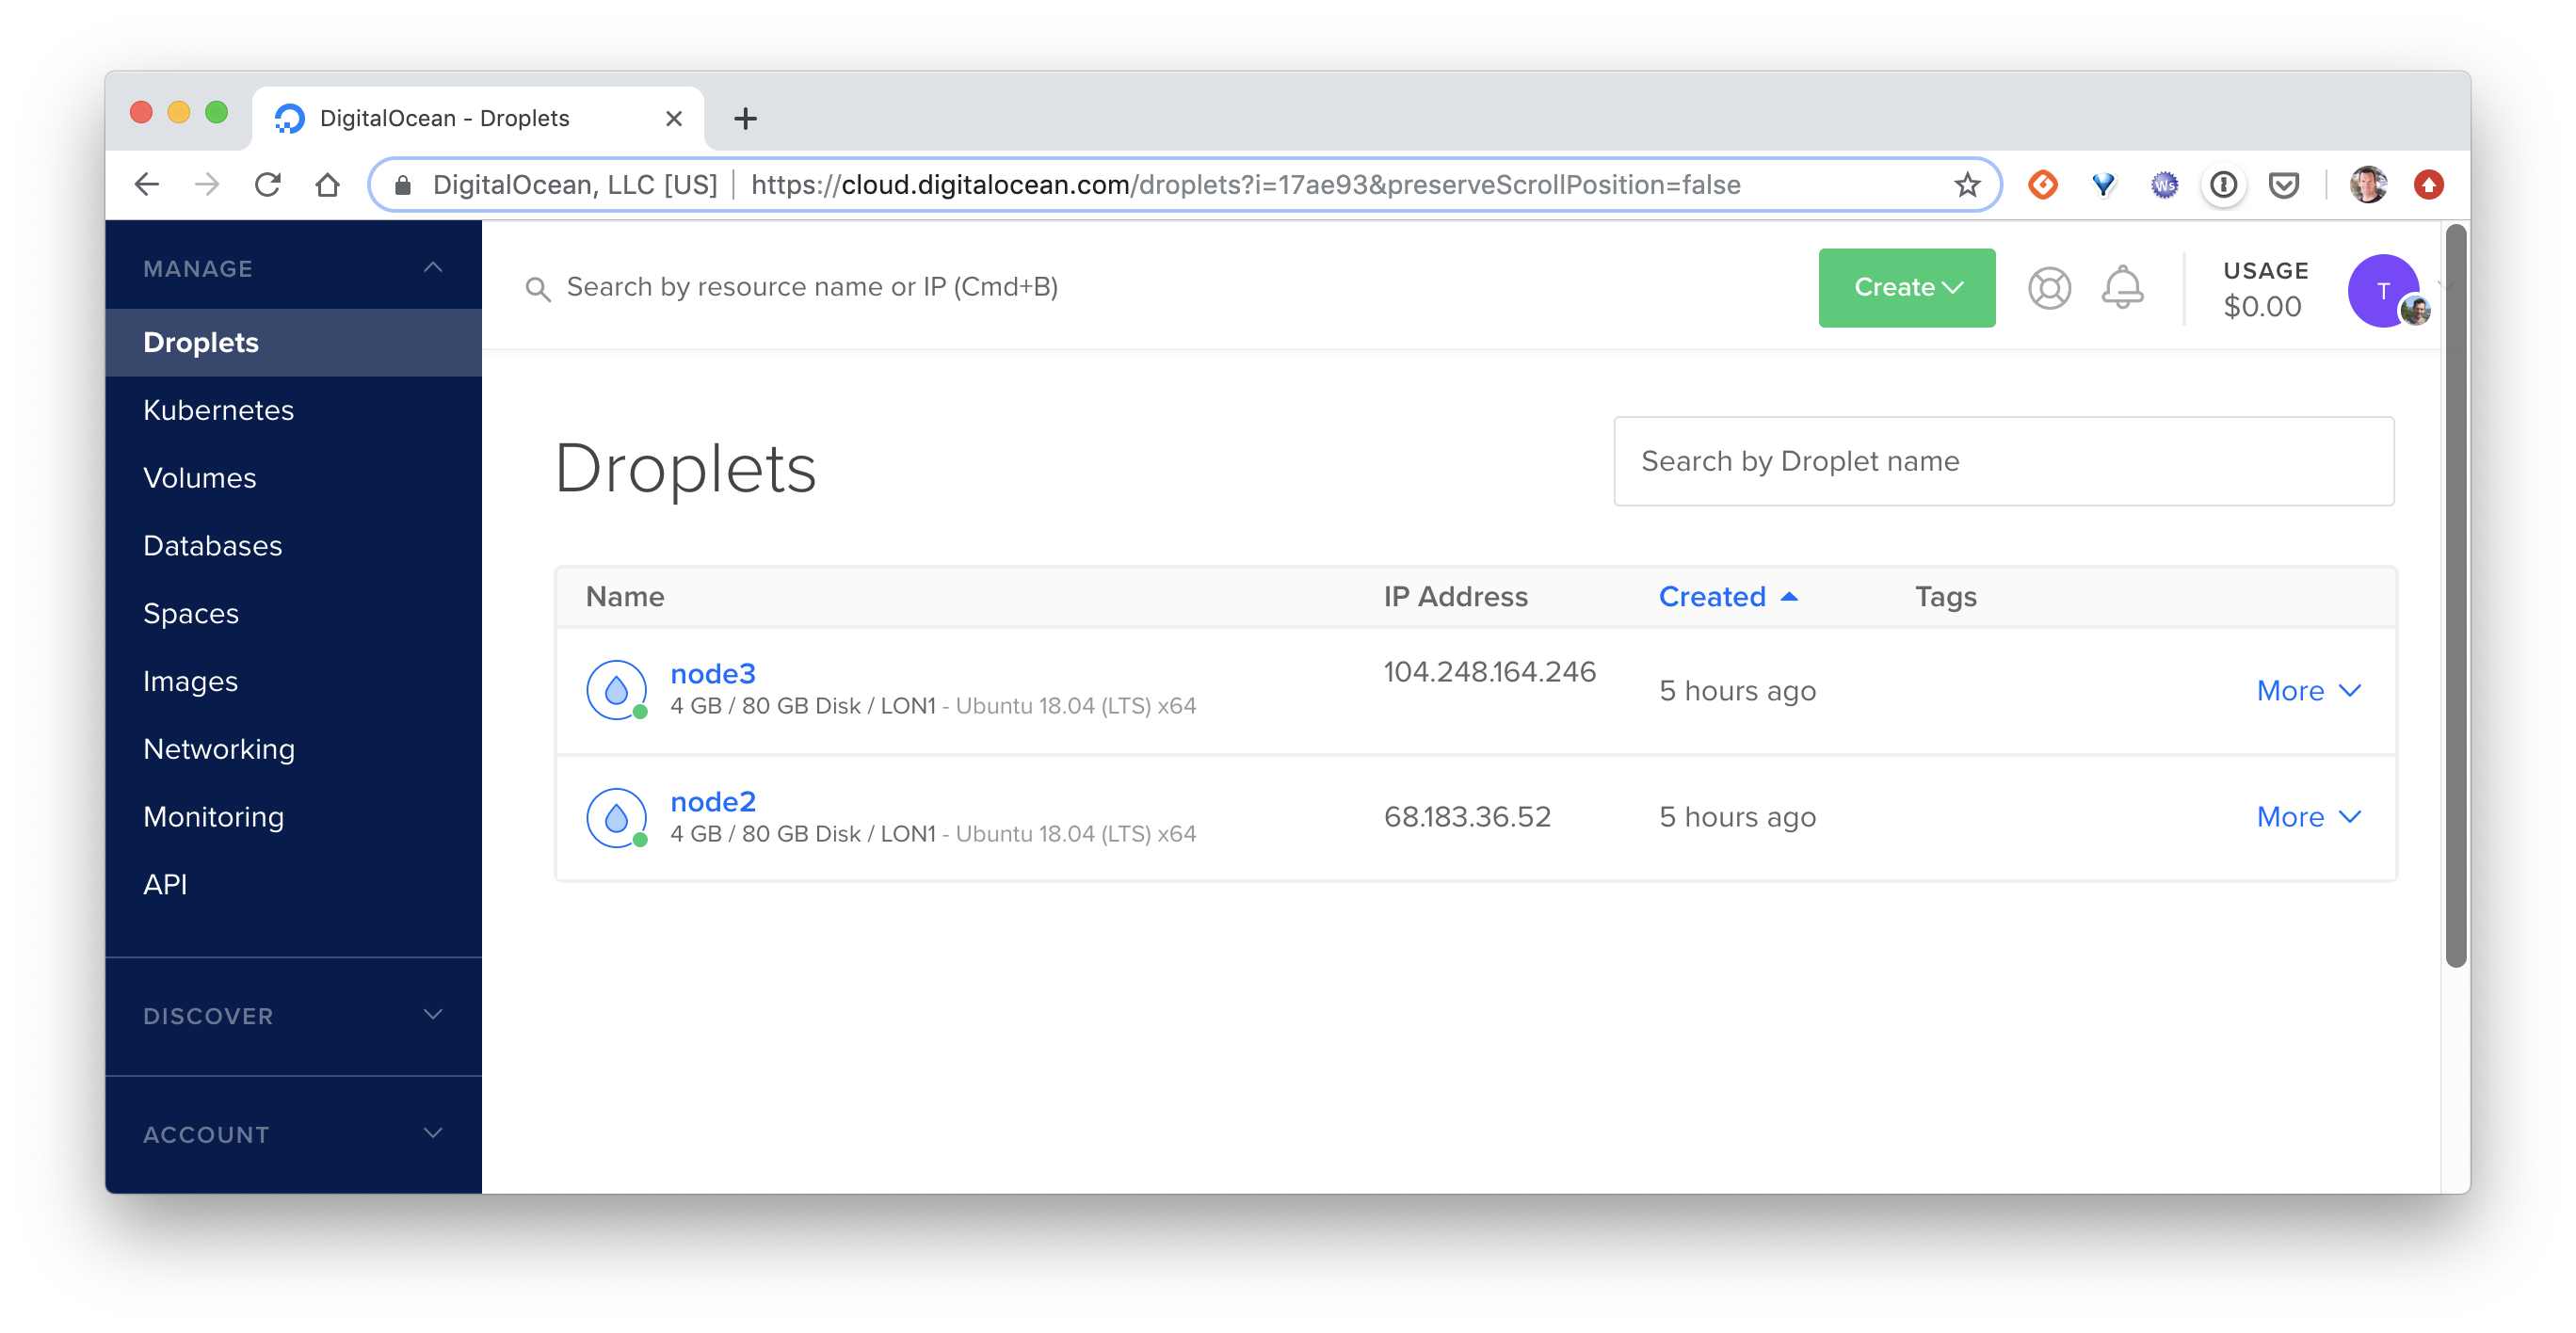 DigitalOcean - Droplets
DigitalOcean, LLC [US] | https://cloud.digitalocean.com/droplets?i=17ae93&preserveScrollPosition=false
Ws
MANAGE
Droplets
Kubernetes
Volumes
Databases
Spaces
Images
Networking
Monitoring
API
DISCOVER
ACCOUNT
Search by resource name or IP (Cmd+B)
Create
USAGE
$0.00
T
Droplets
Search by Droplet name
Name IP Address Created Tags
node3
4 GB / 80 GB Disk / LON1 - Ubuntu 18.04 (LTS) x64
104.248.164.246
5 hours ago
More
node2
4 GB / 80 GB Disk / LON1 - Ubuntu 18.04 (LTS) x64
68.183.36.52
5 hours ago
More